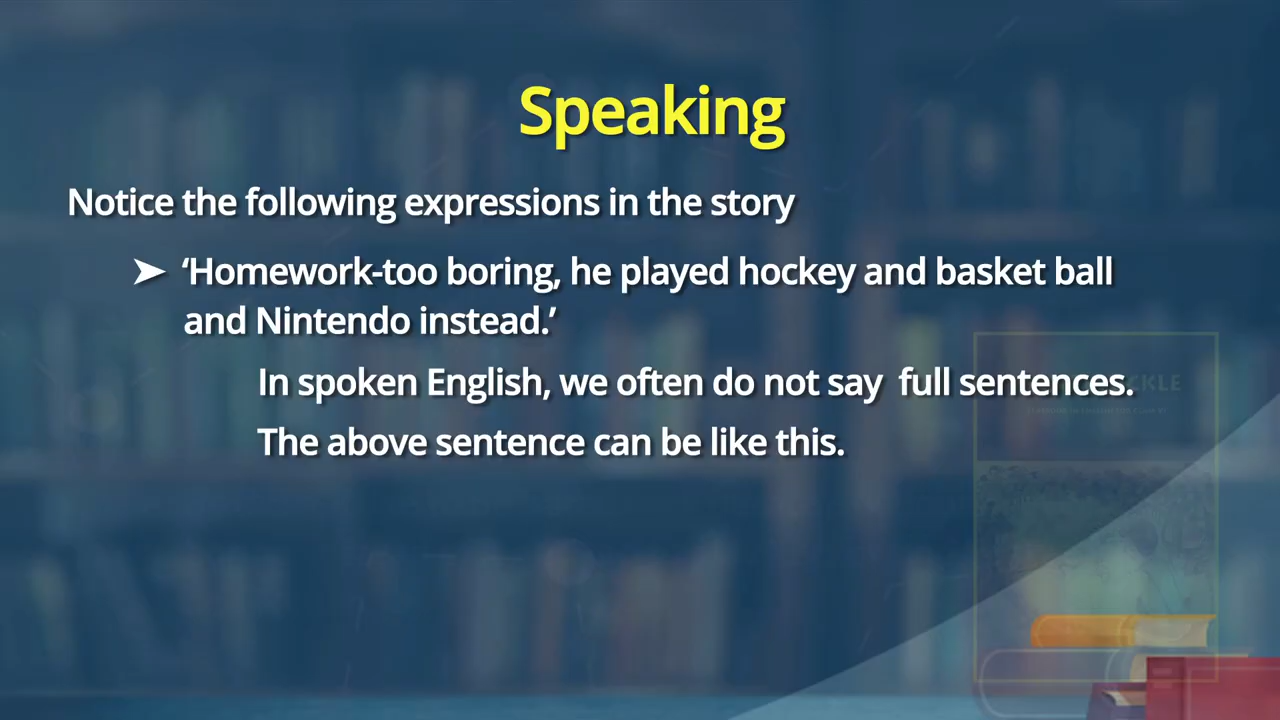 Speaking
Notice the following expressions in the story
➤ ‘Homework-too boring, he played hockey and basket ball
and Nintendo instead.’
In spoken English, we often do not say full sentences.
The above sentence can be like this.